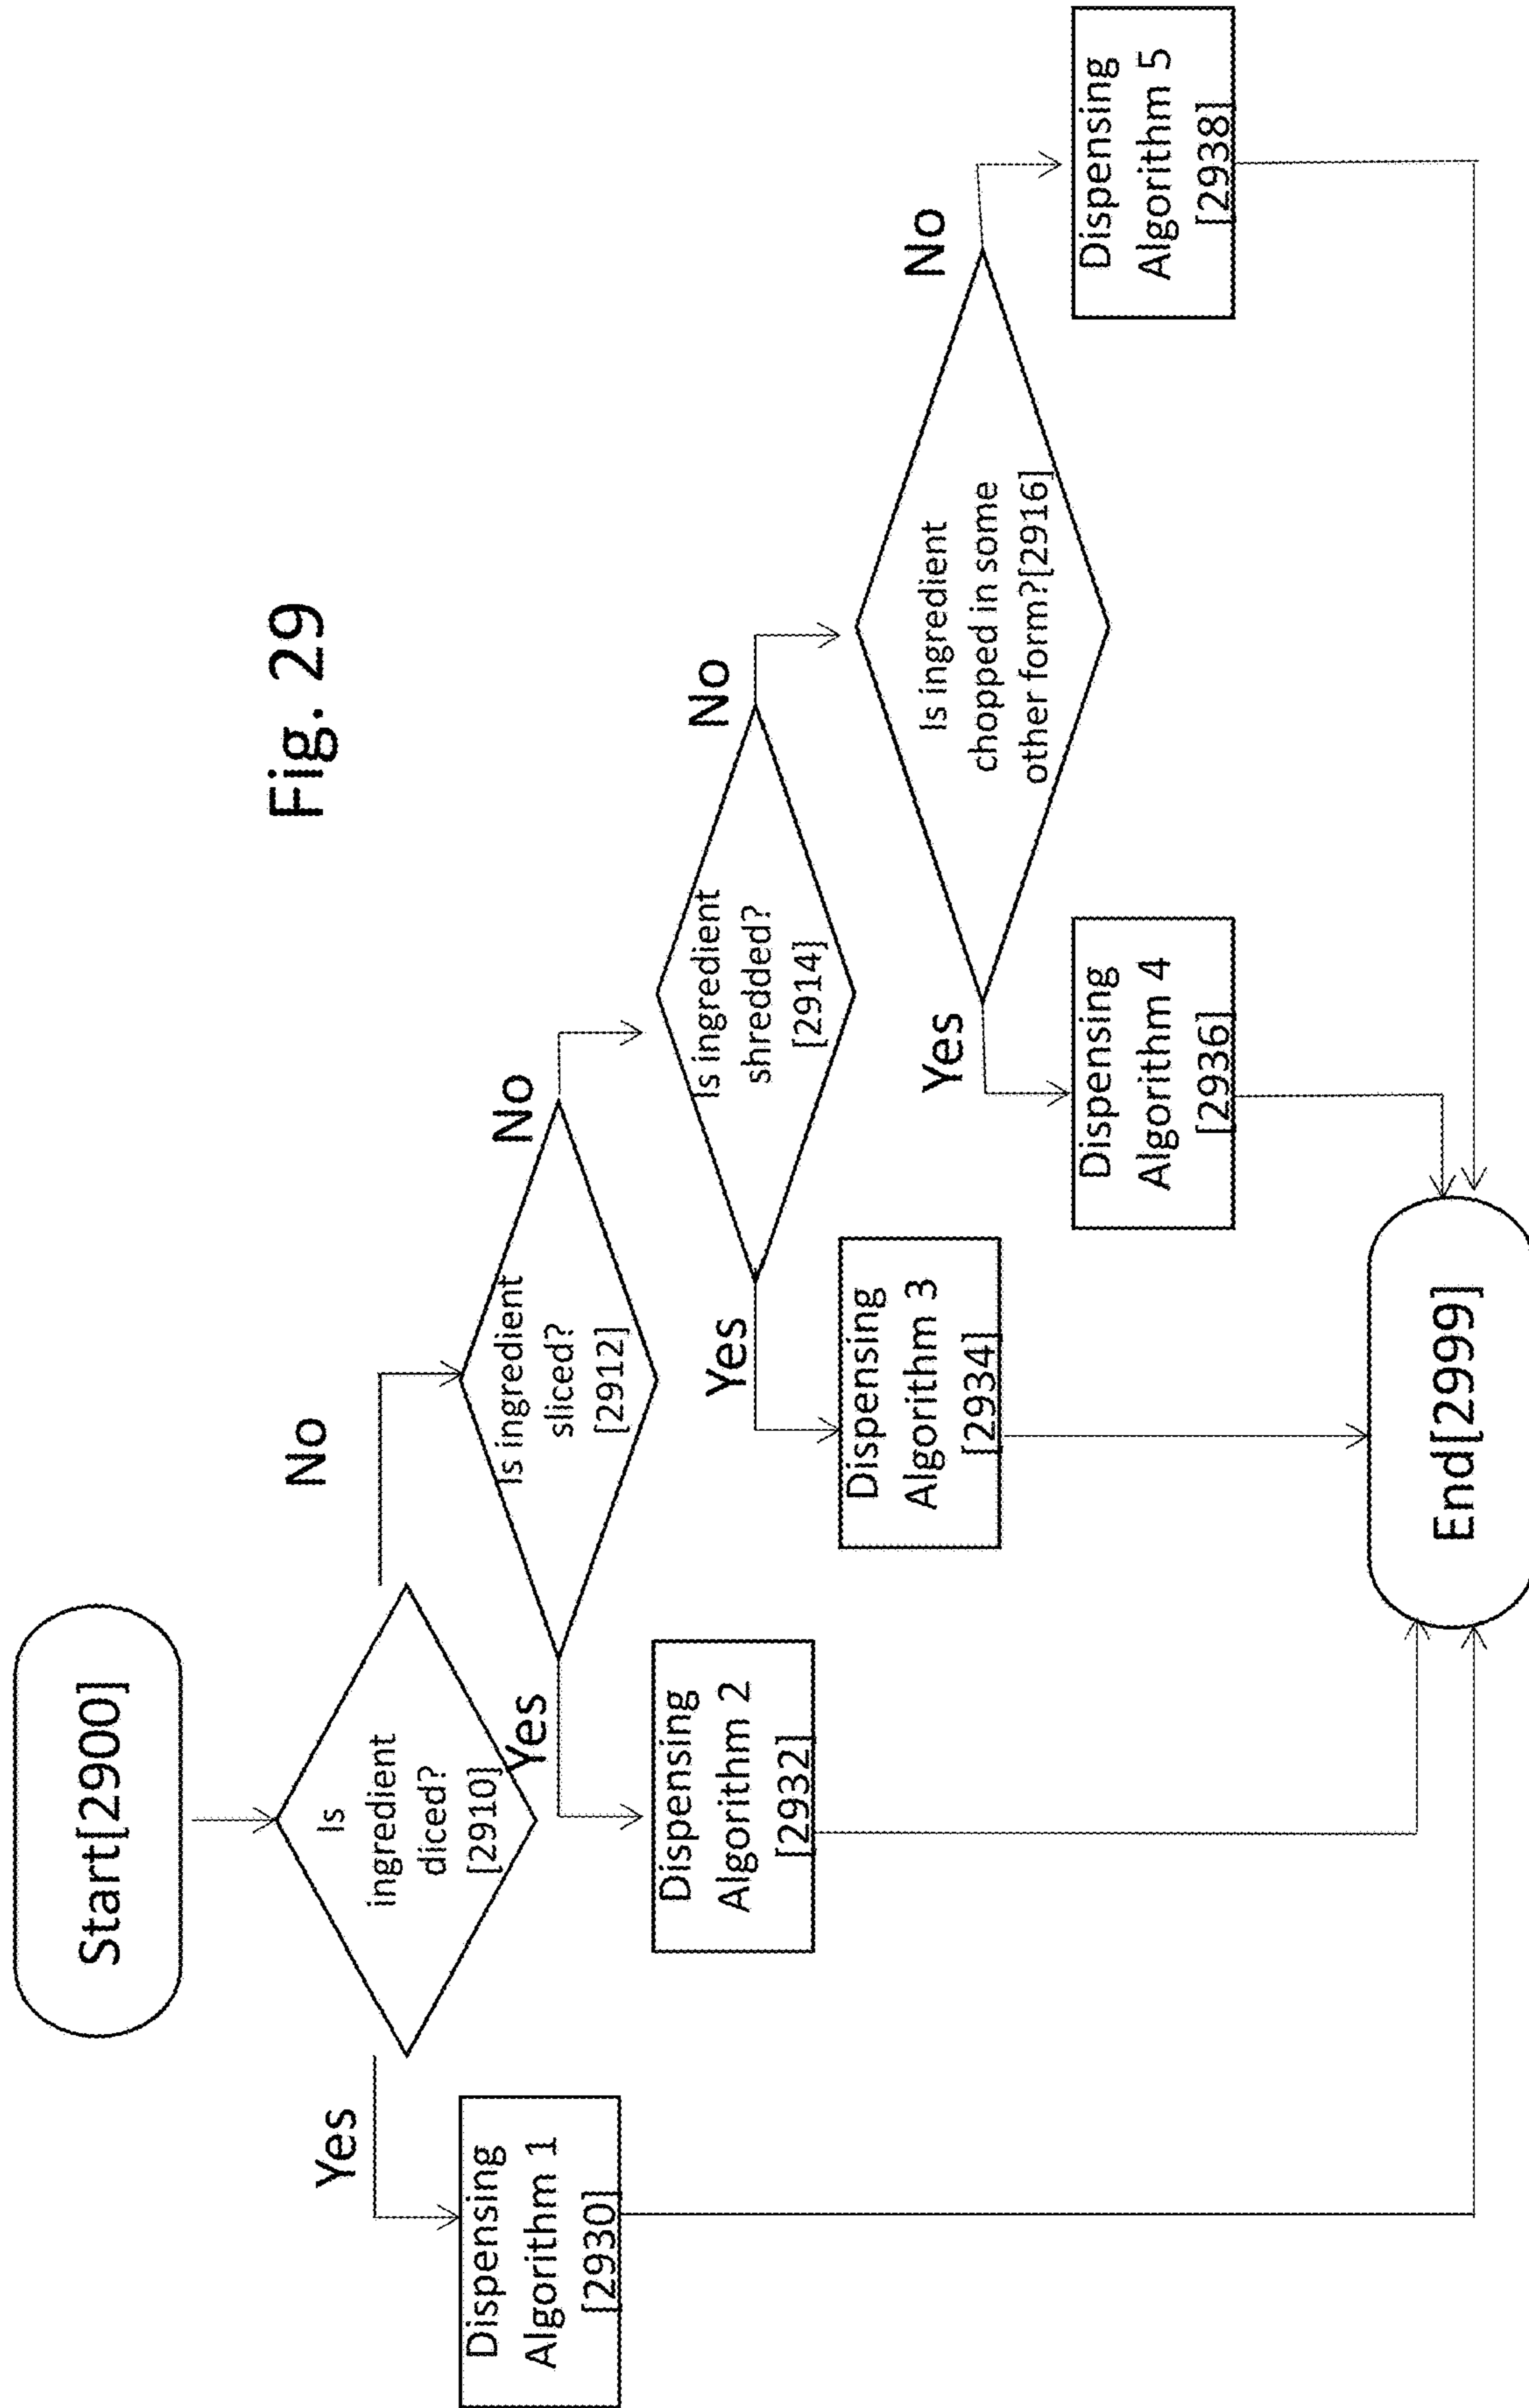 Fig. 29
Start[2900]
Is
ingredient
diced?
[2910]
Yes
No
Dispensing
Algorithm 1
[2930]
Is ingredient
sliced?
[2912]
Yes
No
Dispensing
Algorithm 2
[2932]
Is ingredient
shredded?
[2914]
Yes
No
Dispensing
Algorithm 3
[2934]
Is ingredient
chopped in some
other form?[2916]
Yes
No
Dispensing
Algorithm 4
[2936]
Dispensing
Algorithm 5
[2938]
End[2999]